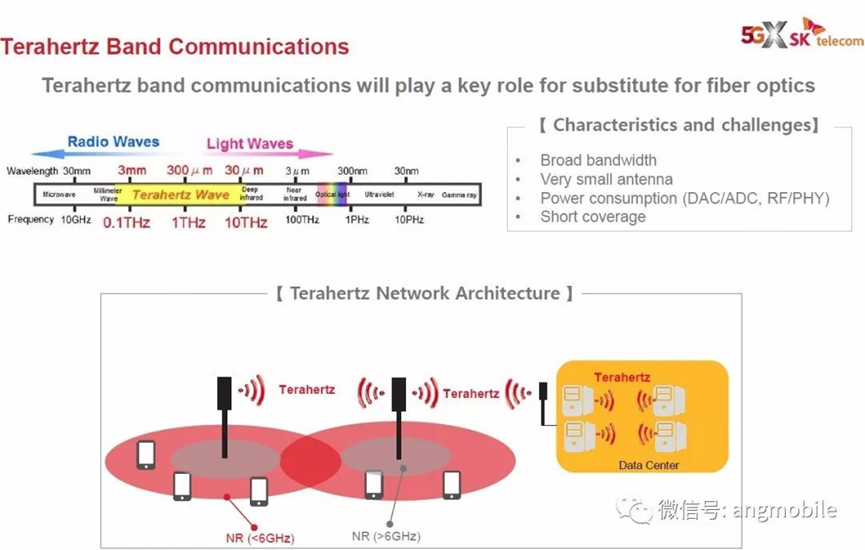 Terahertz Band Communications
5GX SK telecom
Terahertz band communications will play a key role for substitute for fiber optics
Radio Waves
Light Waves
Wavelength 30mm 3mm 300μm 30μm 3μm 300nm 30nm
Microwave Millimeter Wave Terahertz Wave Deep infrared Near infrared Optical light Ultraviolet X-ray Gamma ray
Frequency 10GHz 0.1THz 1THz 10THz 100THz 1PHz 10PHz
【 Characteristics and challenges】
• Broad bandwidth
• Very small antenna
• Power consumption (DAC/ADC, RF/PHY)
• Short coverage
【 Terahertz Network Architecture 】
Terahertz
Terahertz
Terahertz
Data Center
NR (<6GHz)
NR (>6GHz)
微信号: angmobile